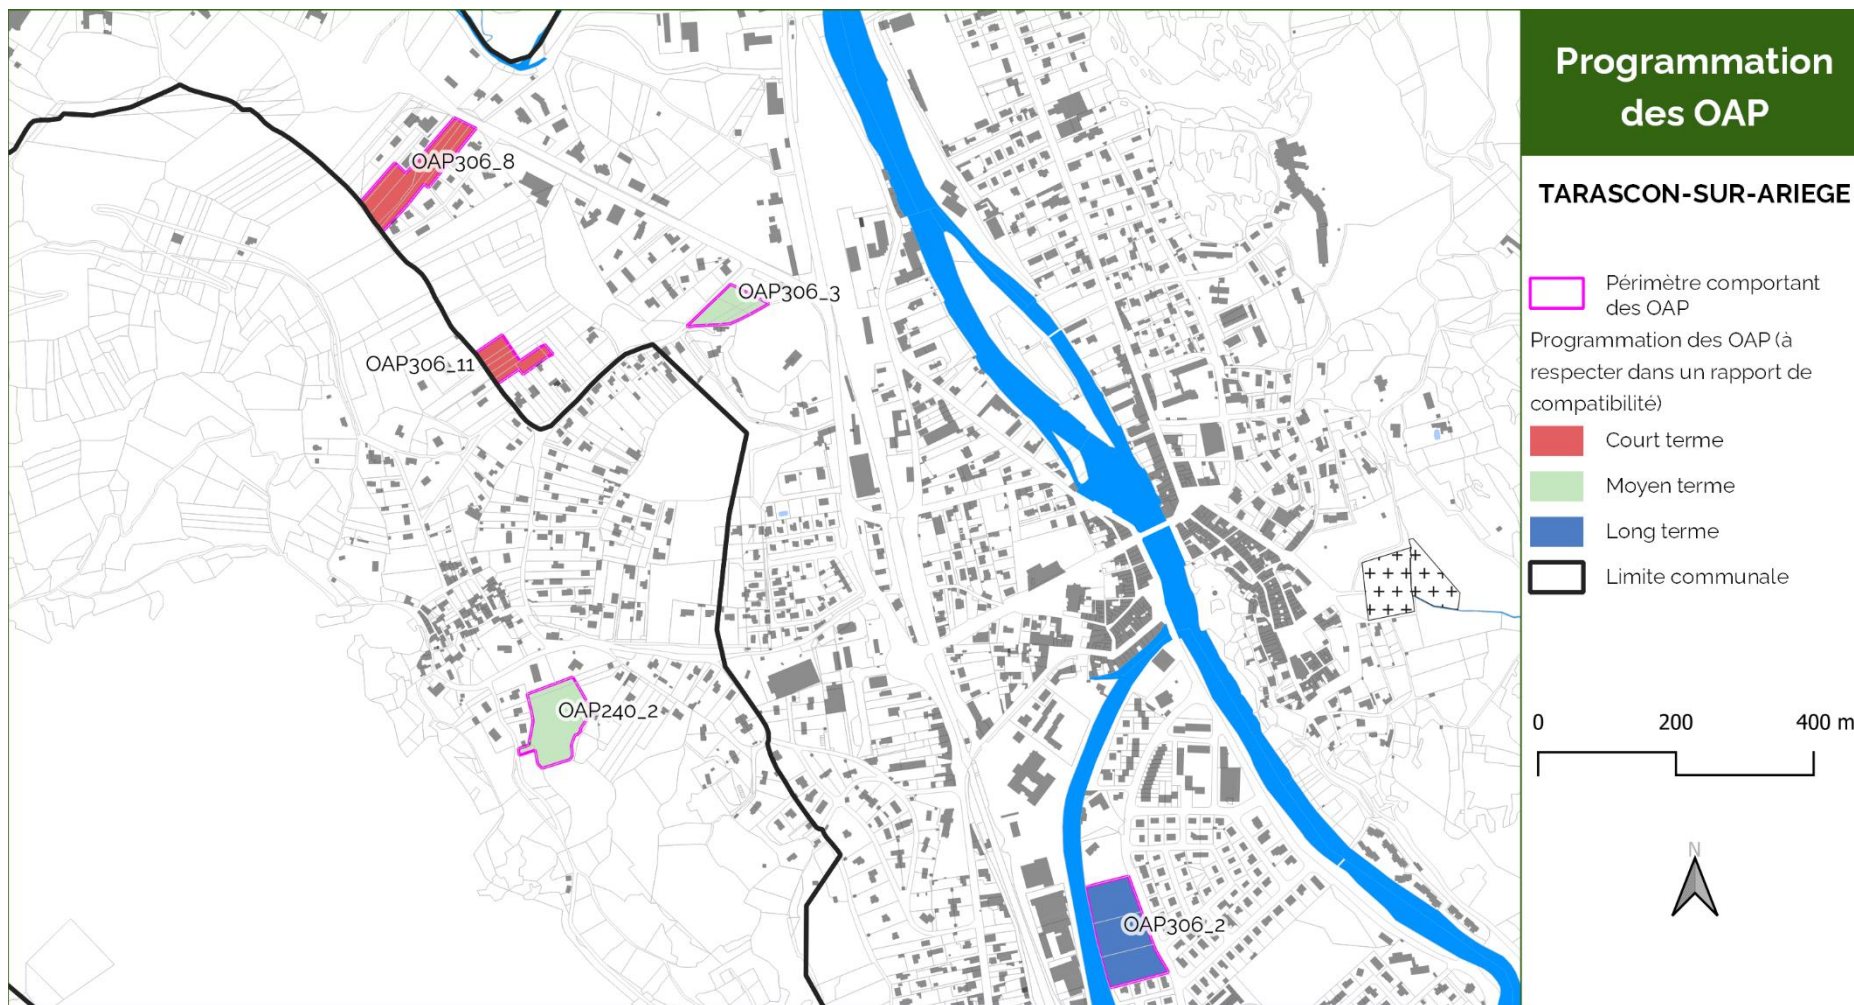 OAP306_8
OAP306_3
OAP306_11
OAP240_2
OAP306_2
Programmation
des OAP
TARASCON-SUR-ARIEGE
Périmètre comportant
des OAP
Programmation des OAP (à
respecter dans un rapport de
compatibilité)
Court terme
Moyen terme
Long terme
Limite communale
0 200 400 m
N